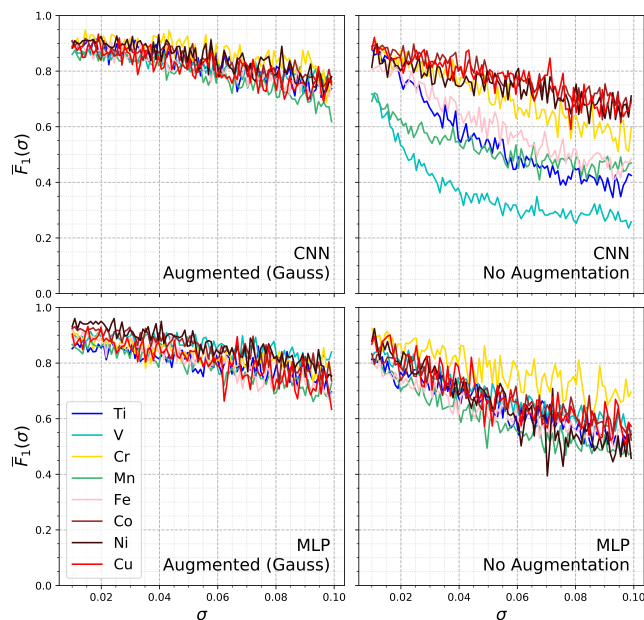 1.0
0.8
0.6
0.4
0.2
0.0
F̅₁(σ)
CNN
Augmented (Gauss)
CNN
No Augmentation
1.0
0.8
0.6
0.4
0.2
0.0
F̅₁(σ)
Ti
V
Cr
Mn
Fe
Co
Ni
Cu
MLP
Augmented (Gauss)
MLP
No Augmentation
0.02 0.04 0.06 0.08 0.10
0.02 0.04 0.06 0.08 0.10
σ
σ